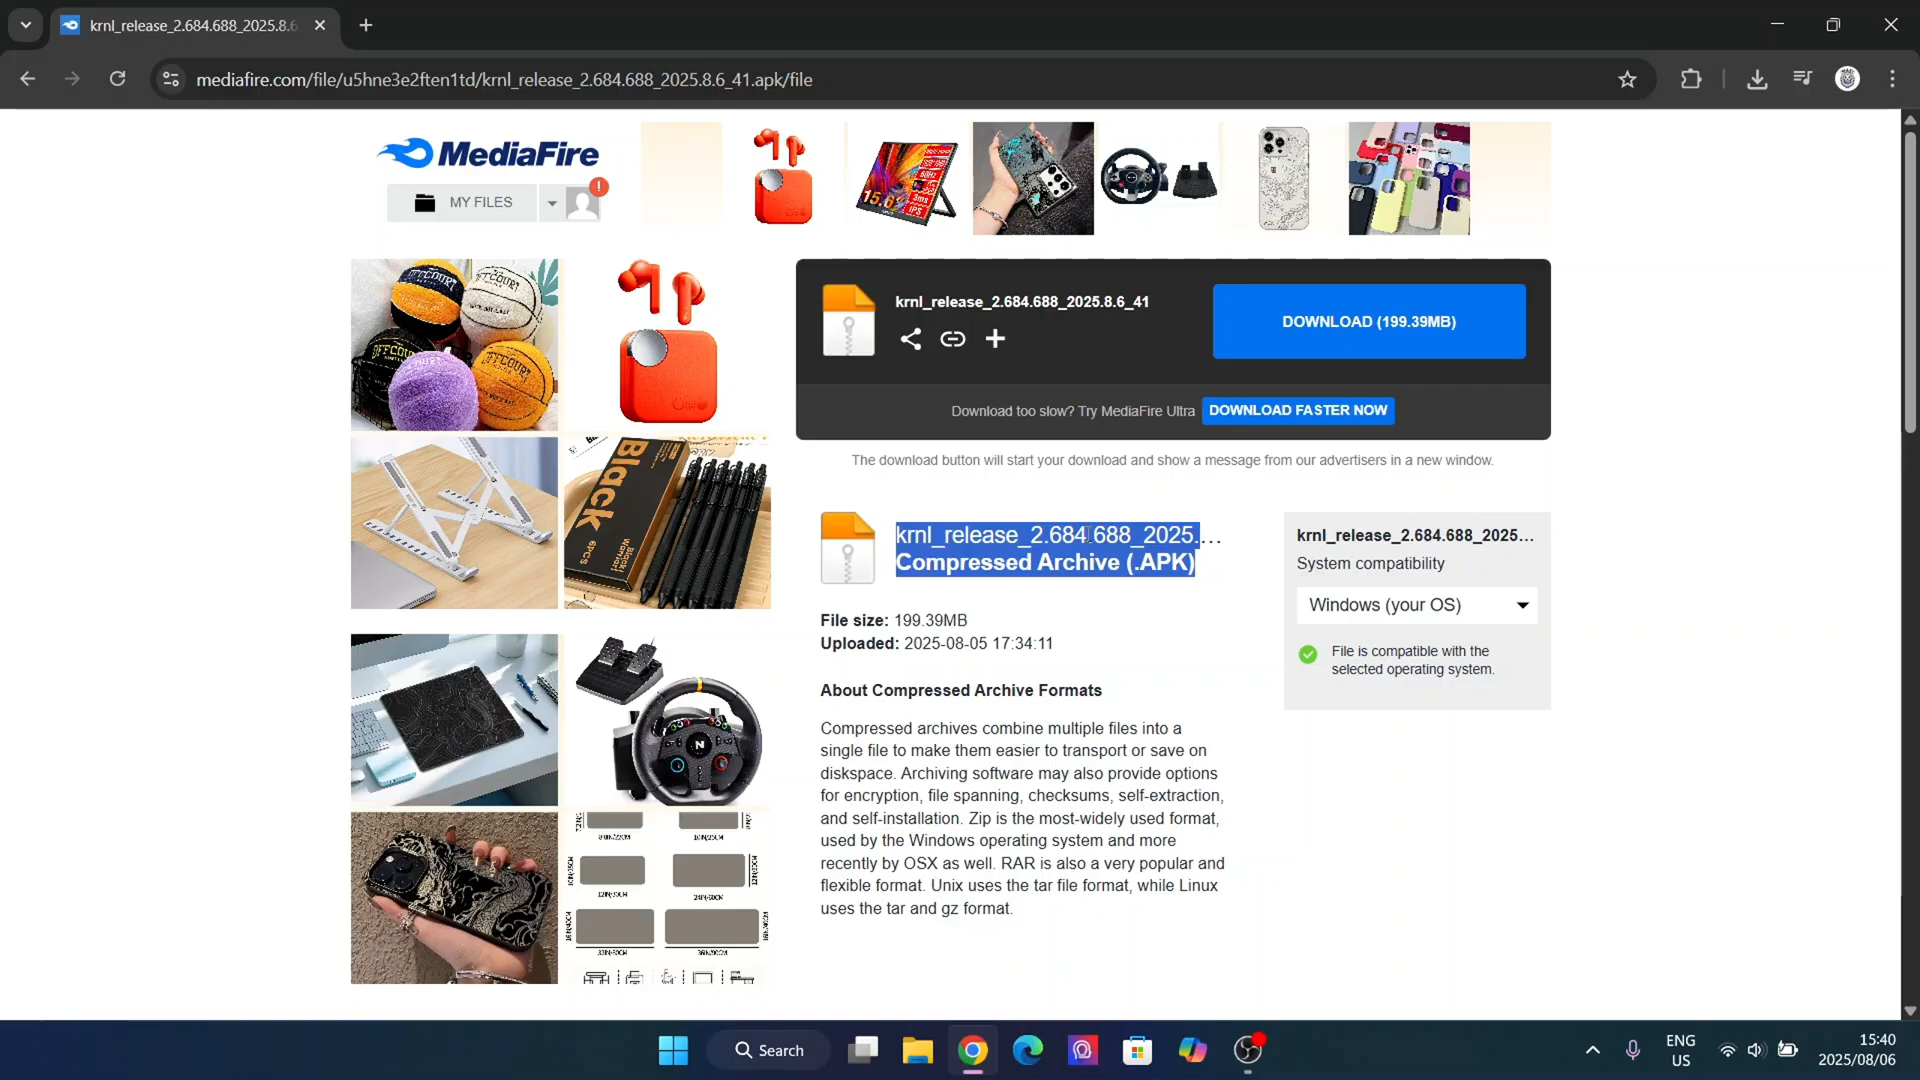 krnl_release_2.684.688_2025.8.6
mediafire.com/file/u5hne3e2ften1td/krnl_release_2.684.688_2025.8.6_41.apk/file
MediaFire
MY FILES
!
15.6
IPS
OFFCOURT
Black
6PCS
krnl_release_2.684.688_2025.8.6_41
DOWNLOAD (199.39MB)
Download too slow? Try MediaFire Ultra
DOWNLOAD FASTER NOW
The download button will start your download and show a message from our advertisers in a new window.
krnl_release_2.684.688_2025....
Compressed Archive (.APK)
File size: 199.39MB
Uploaded: 2025-08-05 17:34:11
About Compressed Archive Formats
Compressed archives combine multiple files into a
single file to make them easier to transport or save on
diskspace. Archiving software may also provide options
for encryption, file spanning, checksums, self-extraction,
and self-installation. Zip is the most-widely used format,
used by the Windows operating system and more
recently by OSX as well. RAR is also a very popular and
flexible format. Unix uses the tar file format, while Linux
uses the tar and gz format.
krnl_release_2.684.688_2025...
System compatibility
Windows (your OS)
File is compatible with the
selected operating system.
N
Search
ENG
US
15:40
2025/08/06